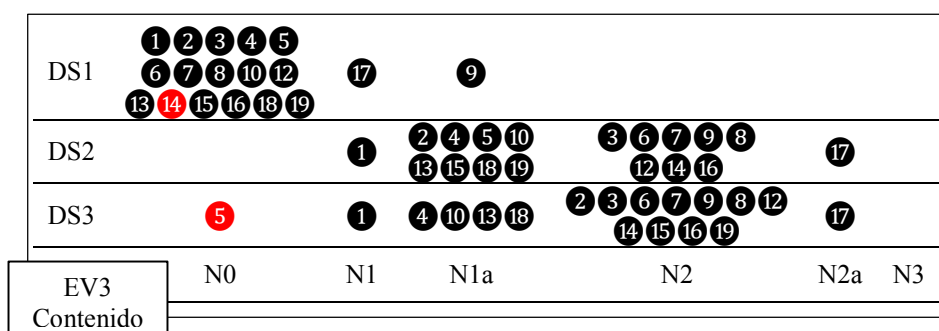 1 2 3 4 5
DS1 6 7 8 10 12 17 9
13 14 15 16 18 19
2 4 5 10 3 6 7 9 8
DS2 1 17
13 15 18 19 12 14 16
2 3 6 7 9 8 12
DS3 5 1 4 10 13 18 17
14 15 16 19
N0 N1 N1a N2 N2a N3
EV3
Contenido